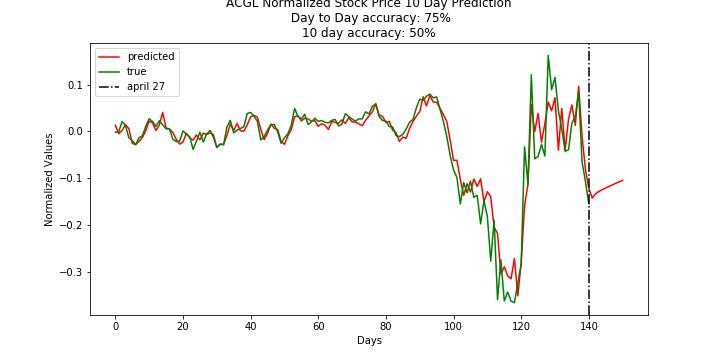 ACGL Normalized Stock Price 10 Day Prediction
Day to Day accuracy: 75%
10 day accuracy: 50%
predicted
true
april 27
0.1
0.0
−0.1
−0.2
−0.3
Normalized Values
0 20 40 60 80 100 120 140
Days